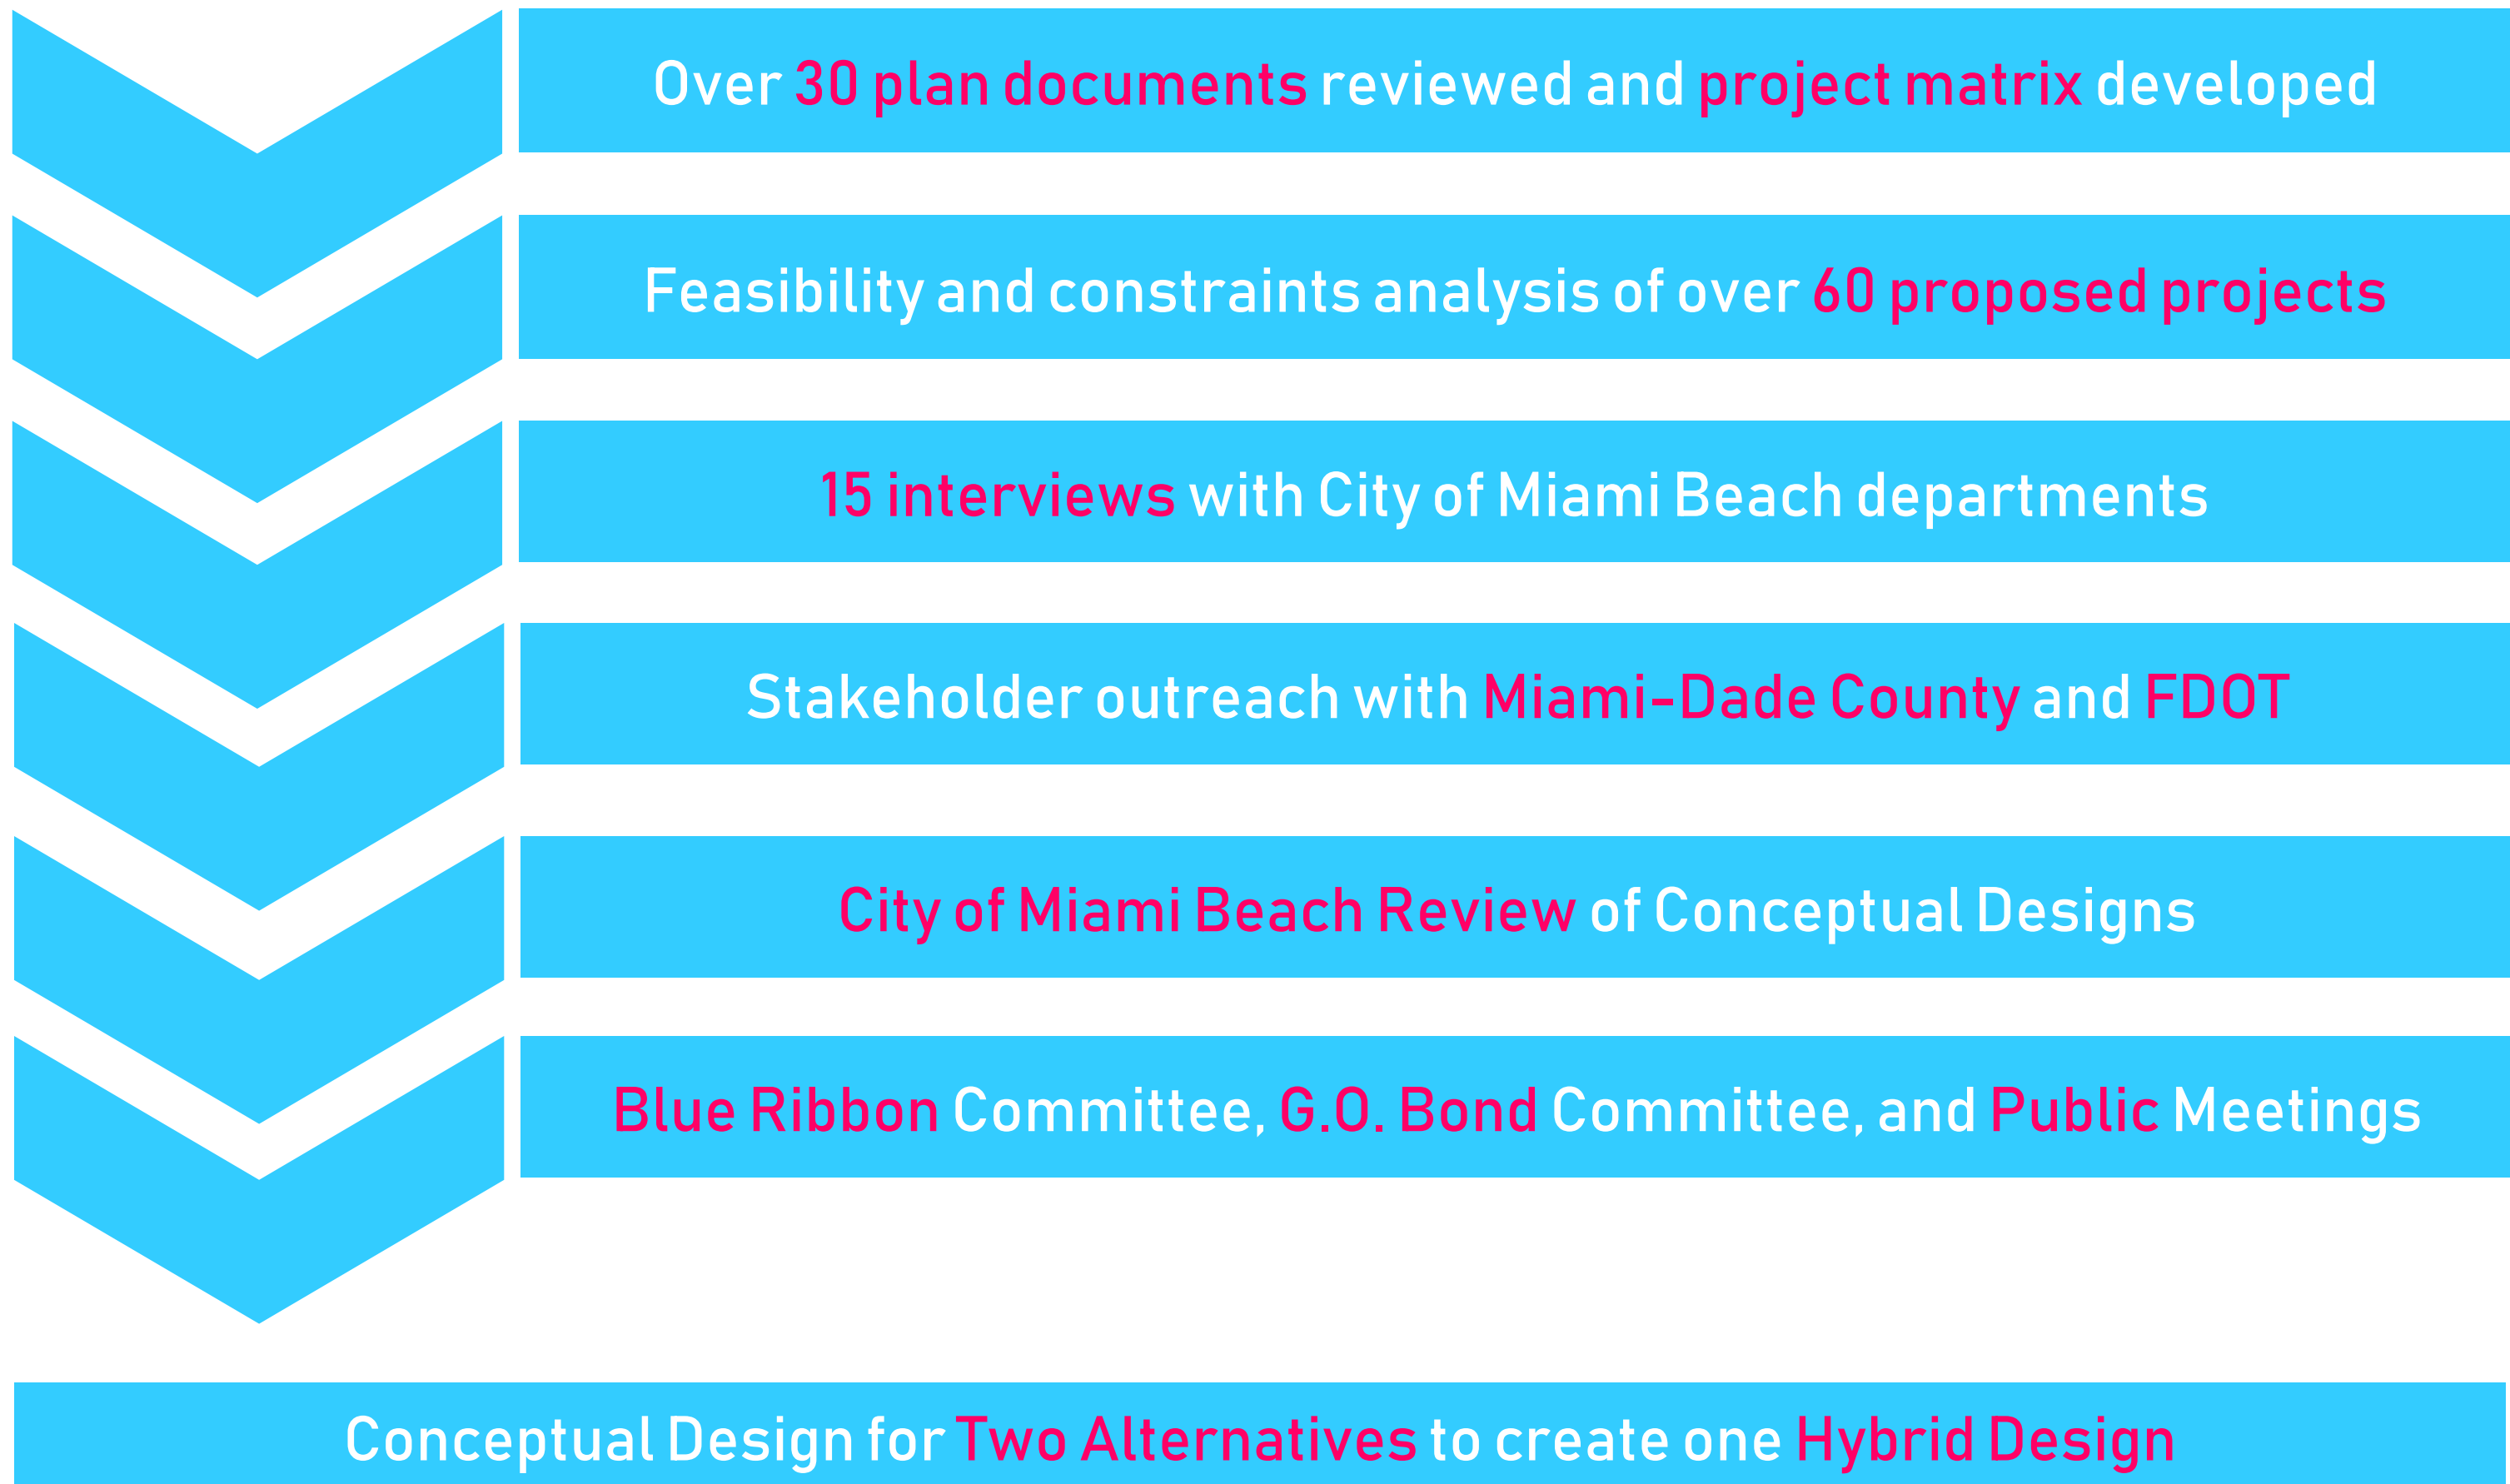 Over 30 plan documents reviewed and project matrix developed
Feasibility and constraints analysis of over 60 proposed projects
15 interviews with City of Miami Beach departments
Stakeholder outreach with Miami-Dade County and FDOT
City of Miami Beach Review of Conceptual Designs
Blue Ribbon Committee, G.O. Bond Committee, and Public Meetings
Conceptual Design for Two Alternatives to create one Hybrid Design